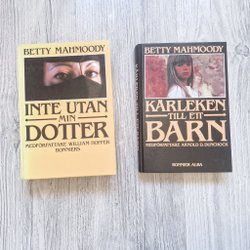 BETTY MAHMOODY
INTE UTAN
MIN
DOTTER
MEDFÖRFATTARE WILLIAM HOFFER
BONNIERS
BETTY MAHMOODY
KÄRLEKEN
TILL ETT
BARN
MEDFÖRFATTARE ARNOLD D. DUNCHOCK
BONNIER ALBA